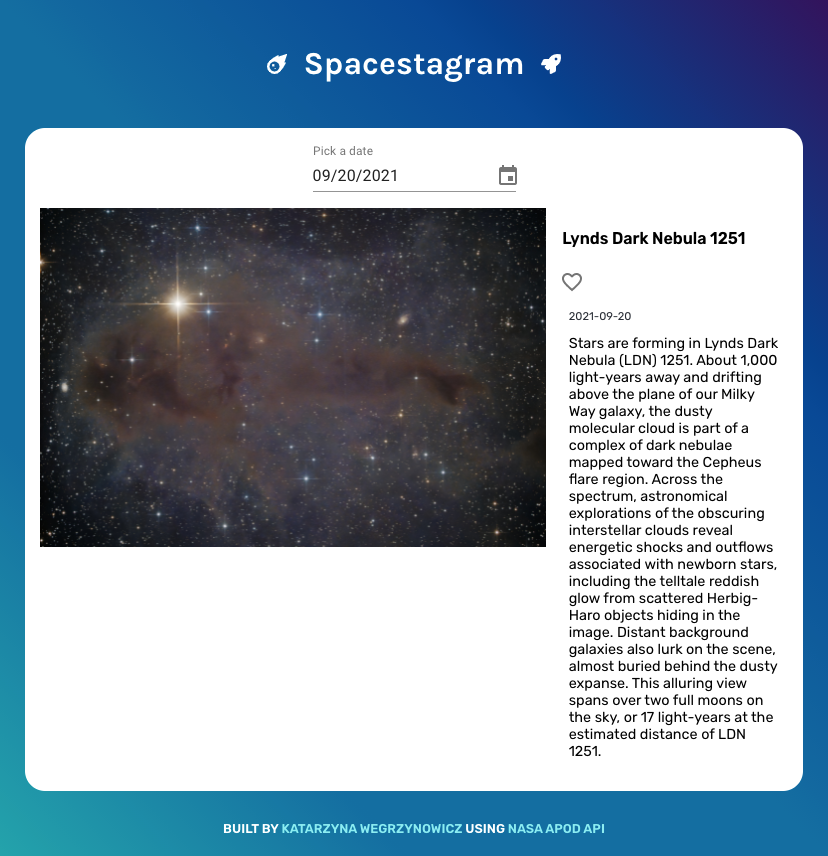 Spacestagram
Pick a date
09/20/2021
Lynds Dark Nebula 1251
2021-09-20
Stars are forming in Lynds Dark
Nebula (LDN) 1251. About 1,000
light-years away and drifting
above the plane of our Milky
Way galaxy, the dusty
molecular cloud is part of a
complex of dark nebulae
mapped toward the Cepheus
flare region. Across the
spectrum, astronomical
explorations of the obscuring
interstellar clouds reveal
energetic shocks and outflows
associated with newborn stars,
including the telltale reddish
glow from scattered Herbig-
Haro objects hiding in the
image. Distant background
galaxies also lurk on the scene,
almost buried behind the dusty
expanse. This alluring view
spans over two full moons on
the sky, or 17 light-years at the
estimated distance of LDN
1251.
BUILT BY KATARZYNA WEGRZYNOWICZ USING NASA APOD API